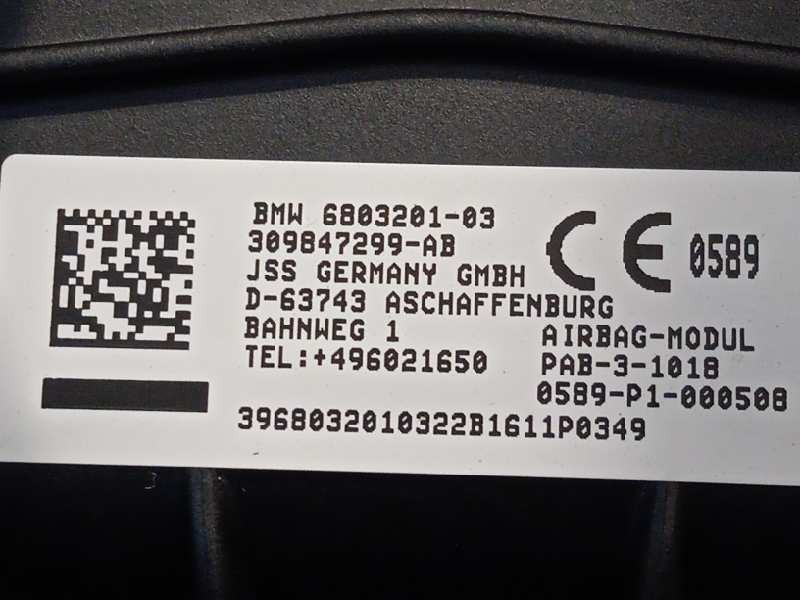 BMW 6803201-03
309847299-AB
JSS GERMANY GMBH
D-63743 ASCHAFFENBURG
BAHNWEG 1
TEL:+496021650
CE 0589
AIRBAG-MODUL
PAB-3-1018
0589-P1-000508
3968032010322B1611P0349